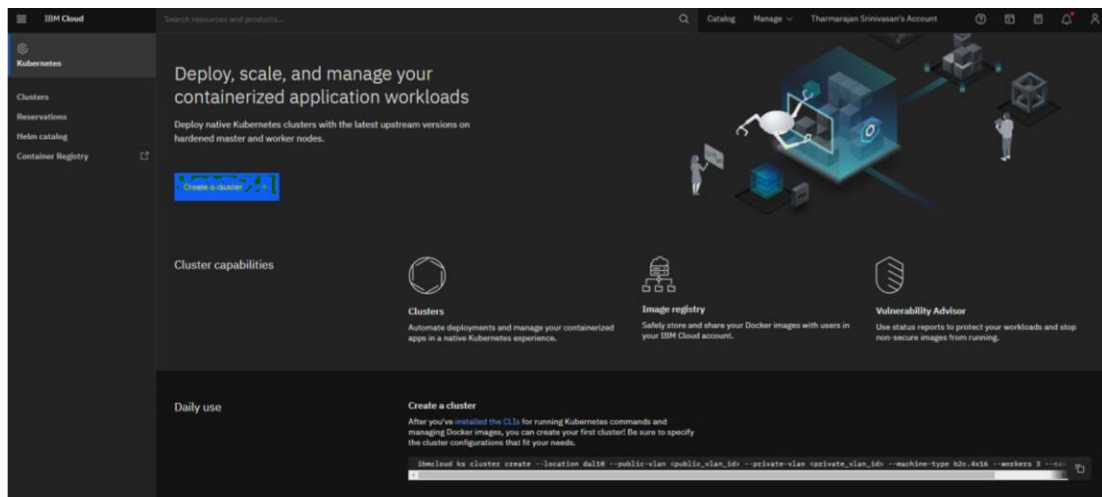 IBM Cloud
Search resources and products...
Catalog
Manage
Tharmarajan Srinivasan's Account
Kubernetes
Clusters
Reservations
Helm catalog
Container Registry
Deploy, scale, and manage your
containerized application workloads
Deploy native Kubernetes clusters with the latest upstream versions on
hardened master and worker nodes.
Create a cluster
Cluster capabilities
Clusters
Automate deployments and manage your containerized
apps in a native Kubernetes experience.
Image registry
Safely store and share your Docker images with users in
your IBM Cloud account.
Vulnerability Advisor
Use status reports to protect your workloads and stop
non-secure images from running.
Daily use
Create a cluster
After you've installed the CLIs for running Kubernetes commands and
managing Docker images, you can create your first cluster! Be sure to specify
the cluster configurations that fit your needs.
ibmcloud ks cluster create --location dal10 --public-vlan <public_vlan_id> --private-vlan <private_vlan_id> --machine-type b2c.4x16 --workers 3